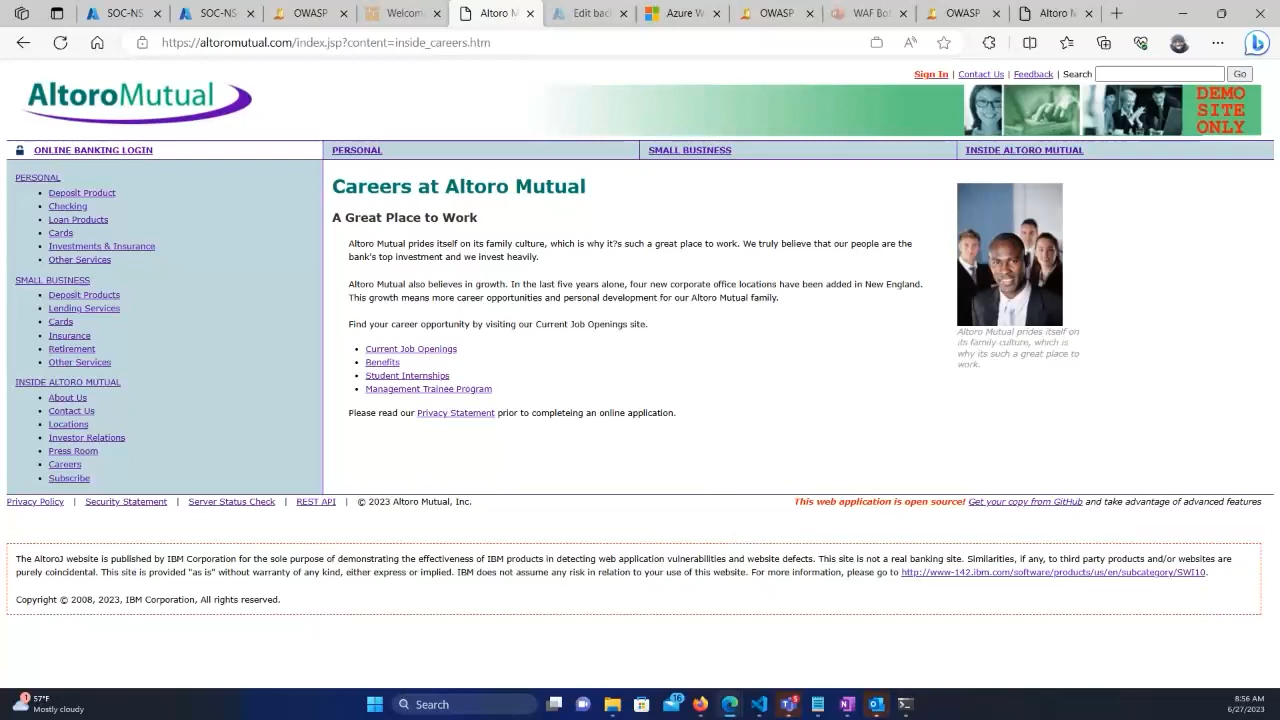 SOC-NS
SOC-NS
OWASP
Welcom
Altoro M
Edit back
Azure W
OWASP
WAF Bot
OWASP
Altoro M
https://altoromutual.com/index.jsp?content=inside_careers.htm
Sign In | Contact Us | Feedback | Search Go
AltoroMutual
DEMO
SITE
ONLY
ONLINE BANKING LOGIN
PERSONAL
SMALL BUSINESS
INSIDE ALTORO MUTUAL
PERSONAL
Deposit Product
Checking
Loan Products
Cards
Investments & Insurance
Other Services
SMALL BUSINESS
Deposit Products
Lending Services
Cards
Insurance
Retirement
Other Services
INSIDE ALTORO MUTUAL
About Us
Contact Us
Locations
Investor Relations
Press Room
Careers
Subscribe
Careers at Altoro Mutual
A Great Place to Work
Altoro Mutual prides itself on its family culture, which is why it?s such a great place to work. We truly believe that our people are the
bank's top investment and we invest heavily.
Altoro Mutual also believes in growth. In the last five years alone, four new corporate office locations have been added in New England.
This growth means more career opportunities and personal development for our Altoro Mutual family.
Find your career opportunity by visiting our Current Job Openings site.
Current Job Openings
Benefits
Student Internships
Management Trainee Program
Please read our Privacy Statement prior to completeing an online application.
Altoro Mutual prides itself on
its family culture, which is
why its such a great place to
work.
Privacy Policy | Security Statement | Server Status Check | REST API | © 2023 Altoro Mutual, Inc.
This web application is open source! Get your copy from GitHub and take advantage of advanced features
The AltoroJ website is published by IBM Corporation for the sole purpose of demonstrating the effectiveness of IBM products in detecting web application vulnerabilities and website defects. This site is not a real banking site. Similarities, if any, to third party products and/or websites are
purely coincidental. This site is provided "as is" without warranty of any kind, either express or implied. IBM does not assume any risk in relation to your use of this website. For more information, please go to http://www-142.ibm.com/software/products/us/en/subcategory/SWI10.
Copyright © 2008, 2023, IBM Corporation, All rights reserved.
1
57°F
Mostly cloudy
Search
16
5
8:56 AM
6/27/2023